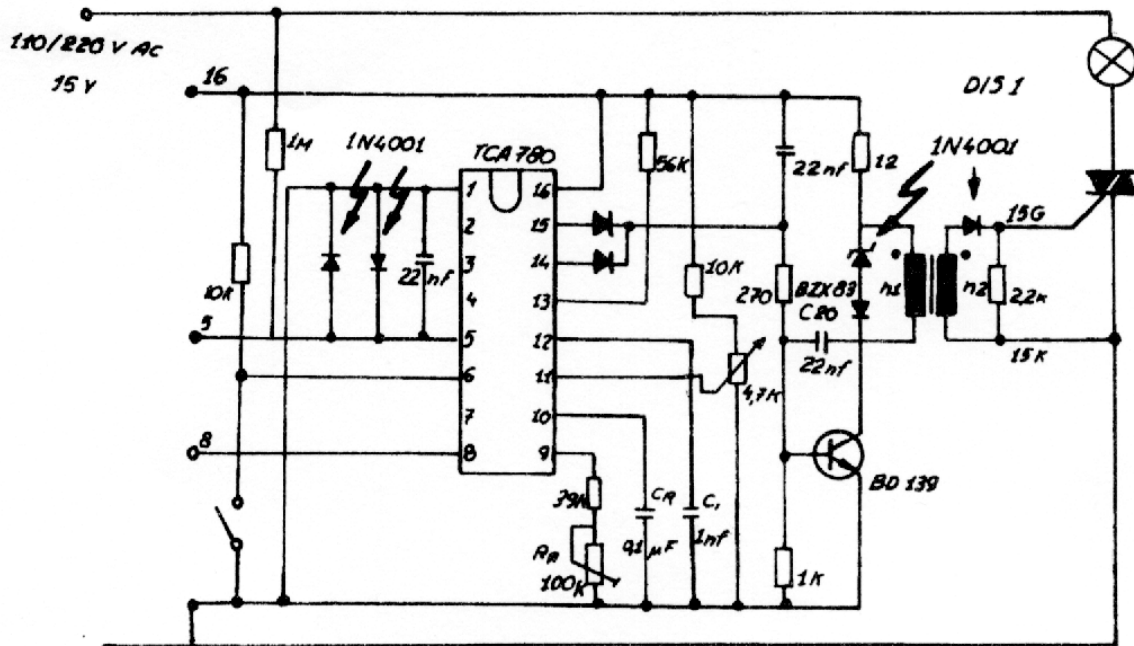 110/220 V AC
15 V
16
1M
1N4001
TCA 780
56K
22nf
12
1N4001
DIS 1
1
2
3
4
5
6
7
8
16
15
14
13
12
11
10
9
22nf
10K
5
8
10K
270
BZX83
C20
22nf
n1
n2
15G
2,2K
15K
4,7K
BD 139
39K
CR
C1
0,1 µF
1nf
RR
100K
1K